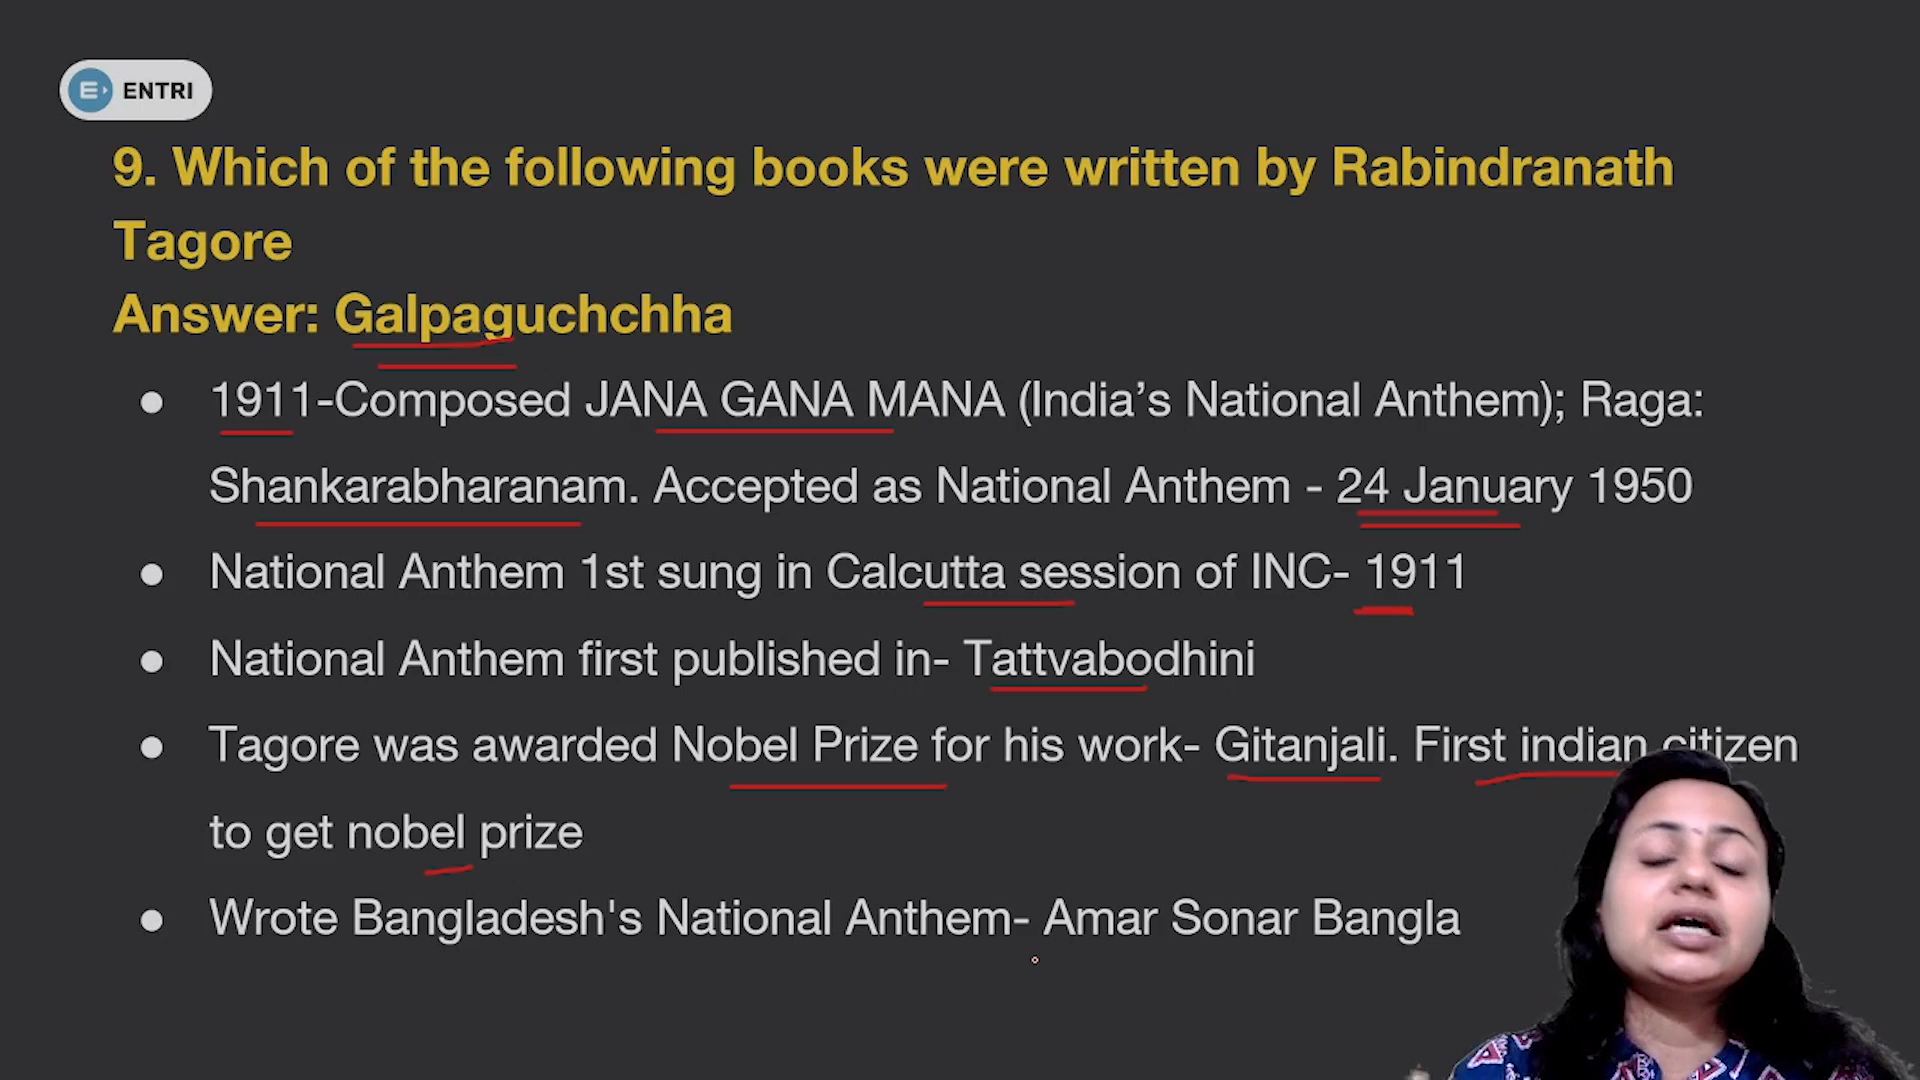 ENTRI
9. Which of the following books were written by Rabindranath
Tagore
Answer: Galpaguchchha
● 1911-Composed JANA GANA MANA (India’s National Anthem); Raga:
Shankarabharanam. Accepted as National Anthem - 24 January 1950
● National Anthem 1st sung in Calcutta session of INC- 1911
● National Anthem first published in- Tattvabodhini
● Tagore was awarded Nobel Prize for his work- Gitanjali. First indian citizen
to get nobel prize
● Wrote Bangladesh's National Anthem- Amar Sonar Bangla